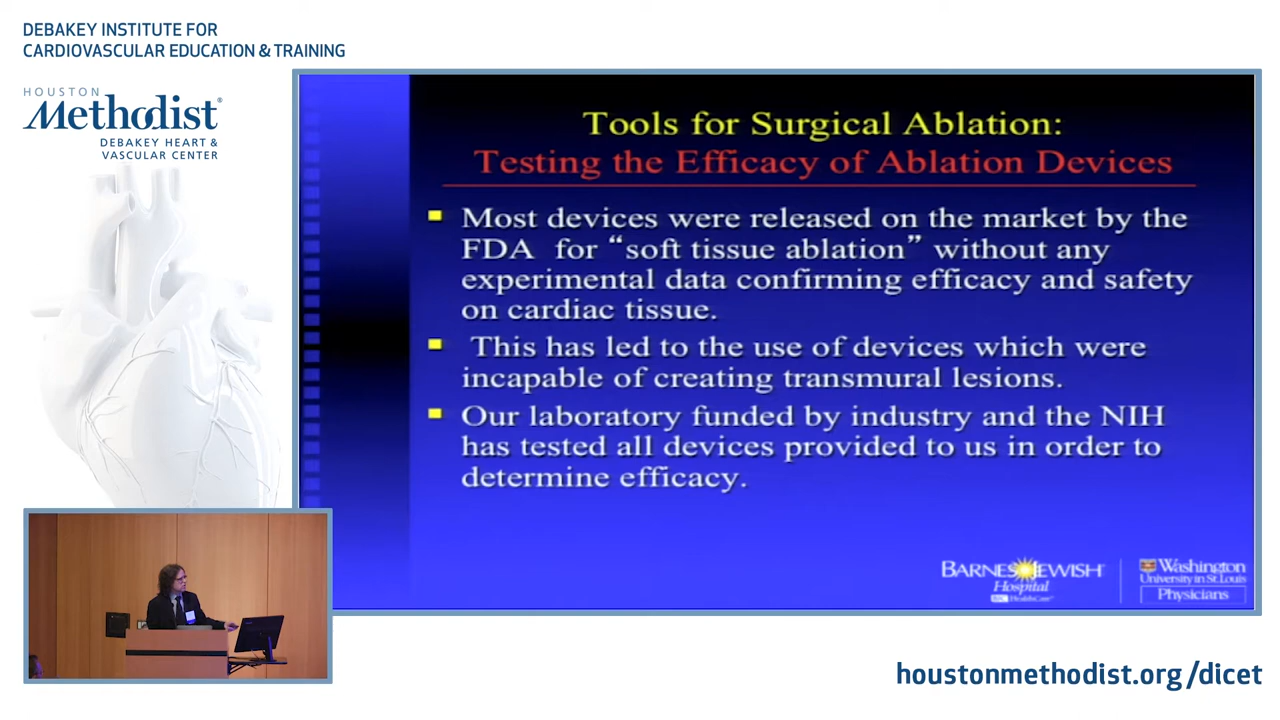 DEBAKEY INSTITUTE FOR
CARDIOVASCULAR EDUCATION & TRAINING
HOUSTON
Methodist®
DEBAKEY HEART &
VASCULAR CENTER
Tools for Surgical Ablation:
Testing the Efficacy of Ablation Devices
Most devices were released on the market by the
FDA for “soft tissue ablation” without any
experimental data confirming efficacy and safety
on cardiac tissue.
This has led to the use of devices which were
incapable of creating transmural lesions.
Our laboratory funded by industry and the NIH
has tested all devices provided to us in order to
determine efficacy.
BARNES JEWISH
Hospital
BJC HealthCare
Washington
University in St. Louis
Physicians
houstonmethodist.org/dicet